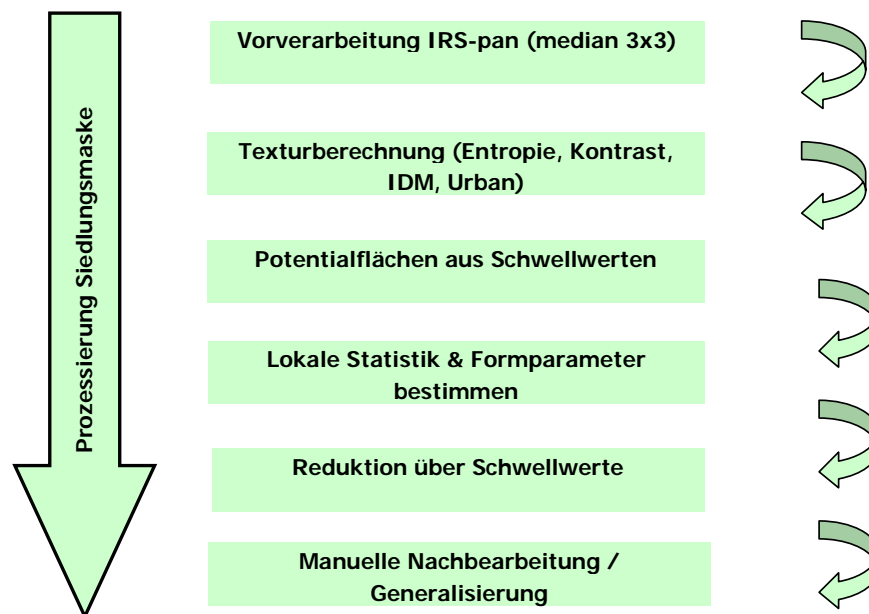 Prozessierung Siedlungsmaske
Vorverarbeitung IRS-pan (median 3x3)
Texturberechnung (Entropie, Kontrast,
IDM, Urban)
Potentialflächen aus Schwellwerten
Lokale Statistik & Formparameter
bestimmen
Reduktion über Schwellwerte
Manuelle Nachbearbeitung /
Generalisierung